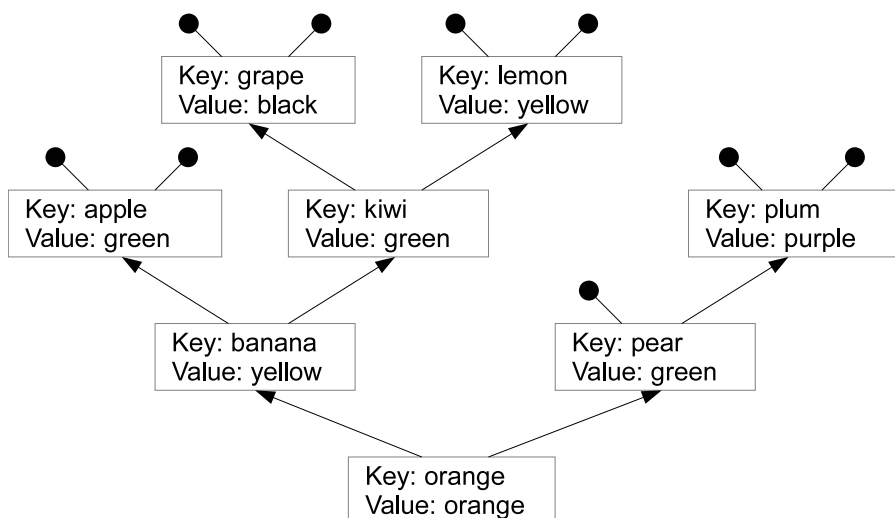 Key: grape
Value: black
Key: lemon
Value: yellow
Key: apple
Value: green
Key: kiwi
Value: green
Key: plum
Value: purple
Key: banana
Value: yellow
Key: pear
Value: green
Key: orange
Value: orange